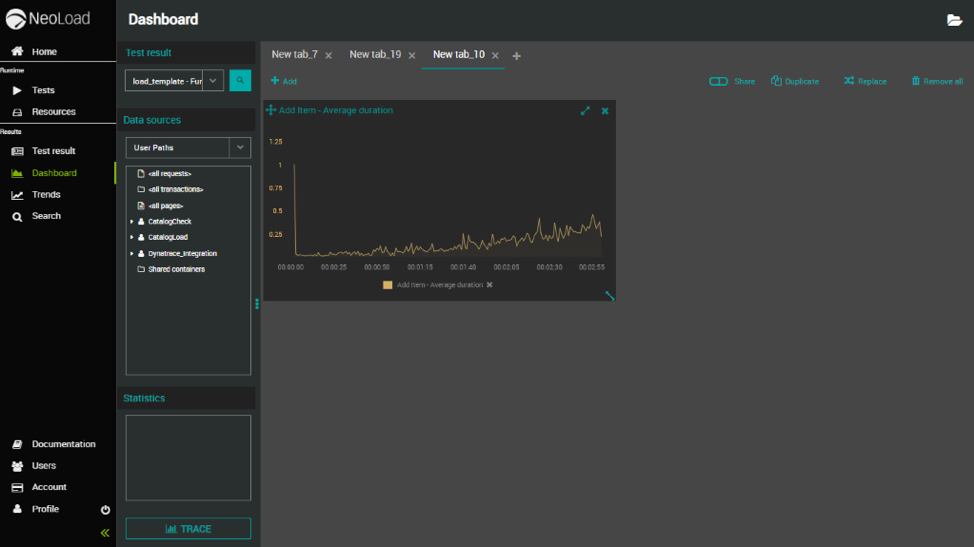 NeoLoad
Dashboard
Home
Runtime
Tests
Resources
Results
Test result
Dashboard
Trends
Search
Documentation
Users
Account
Profile
Test result
load_template - Fur
Data sources
User Paths
<all requests>
<all transactions>
<all pages>
CatalogCheck
CatalogLoad
Dynatrace_Integration
Shared containers
Statistics
TRACE
New tab_7
New tab_19
New tab_10
Add
Share
Duplicate
Replace
Remove all
Add Item - Average duration
1.25
1
0.75
0.5
0.25
00:00:00 00:00:25 00:00:50 00:01:15 00:01:40 00:02:05 00:02:30 00:02:55
Add Item - Average duration